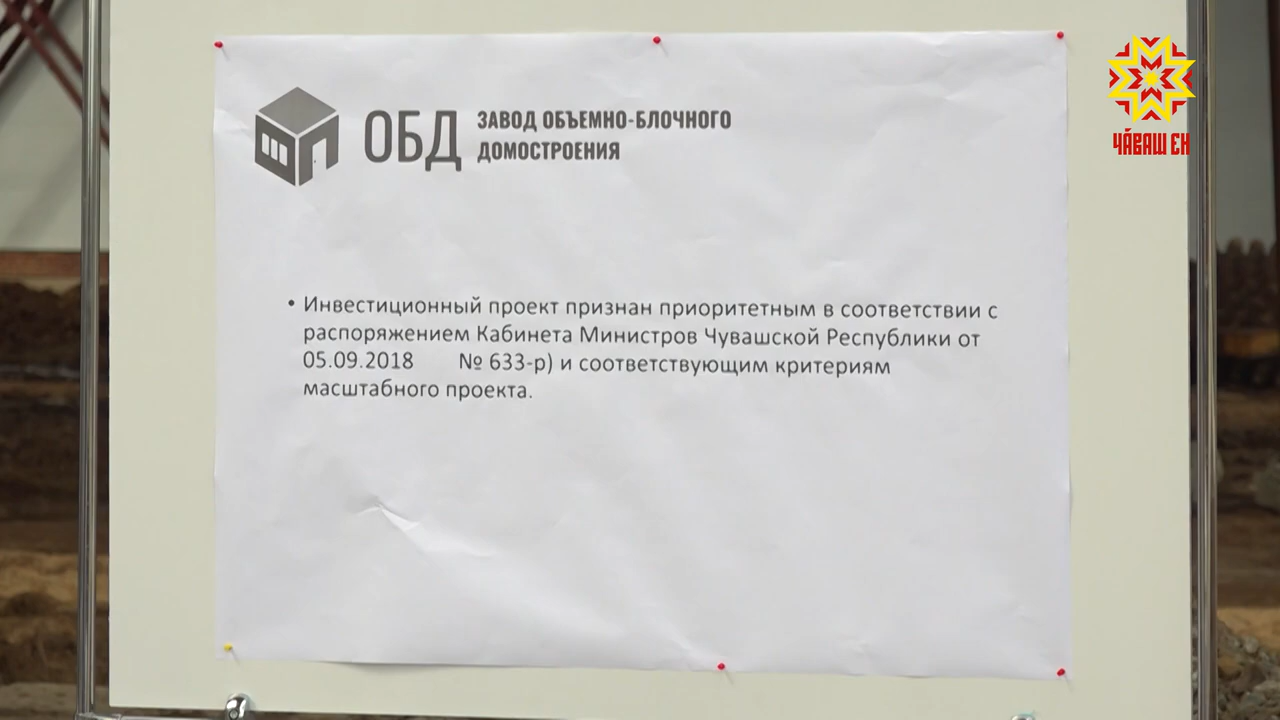 ОБД
ЗАВОД ОБЪЕМНО-БЛОЧНОГО
ДОМОСТРОЕНИЯ
ЧӐВАШ ЕН
• Инвестиционный проект признан приоритетным в соответствии с
распоряжением Кабинета Министров Чувашской Республики от
05.09.2018 № 633-р) и соответствующим критериям
масштабного проекта.